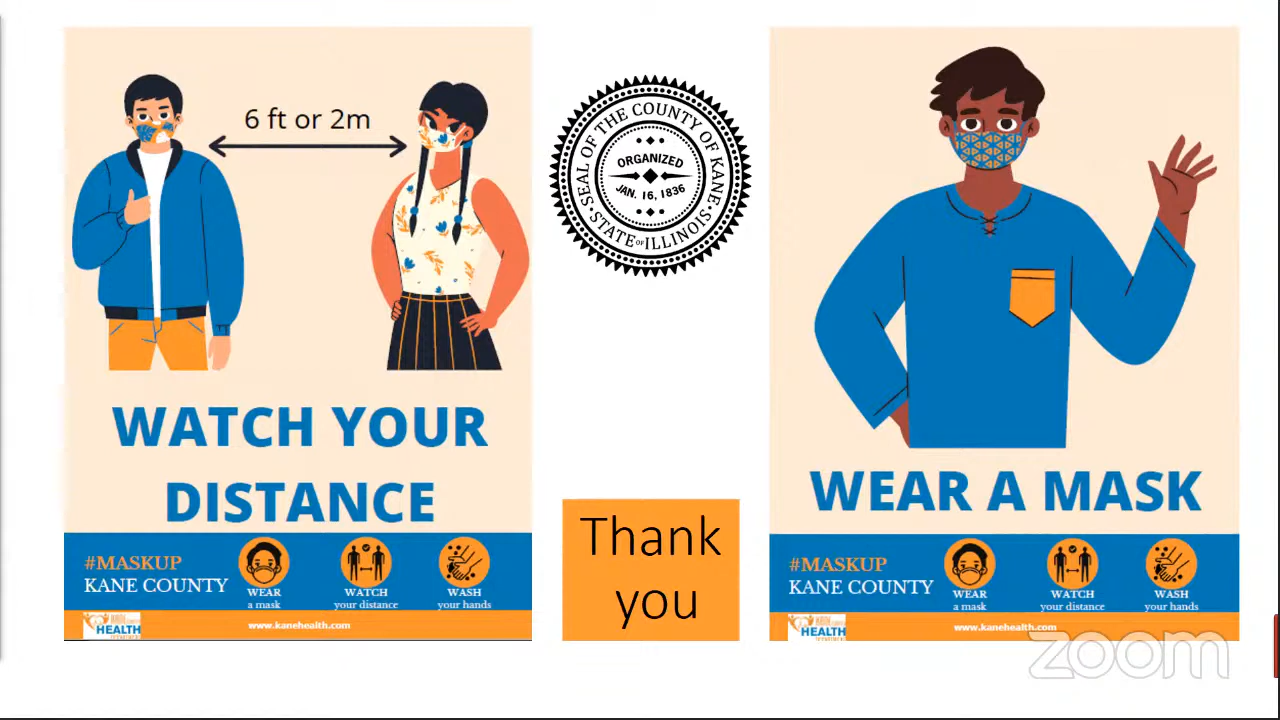 6 ft or 2m
WATCH YOUR
DISTANCE
#MASKUP
KANE COUNTY
WEAR
a mask
WATCH
your distance
WASH
your hands
HEALTH
www.kanehealth.com
SEAL OF THE COUNTY OF KANE
STATE OF ILLINOIS
ORGANIZED
JAN. 16, 1836
Thank
you
WEAR A MASK
#MASKUP
KANE COUNTY
WEAR
a mask
WATCH
your distance
WASH
your hands
HEALTH
www.kanehealth.com
zoom